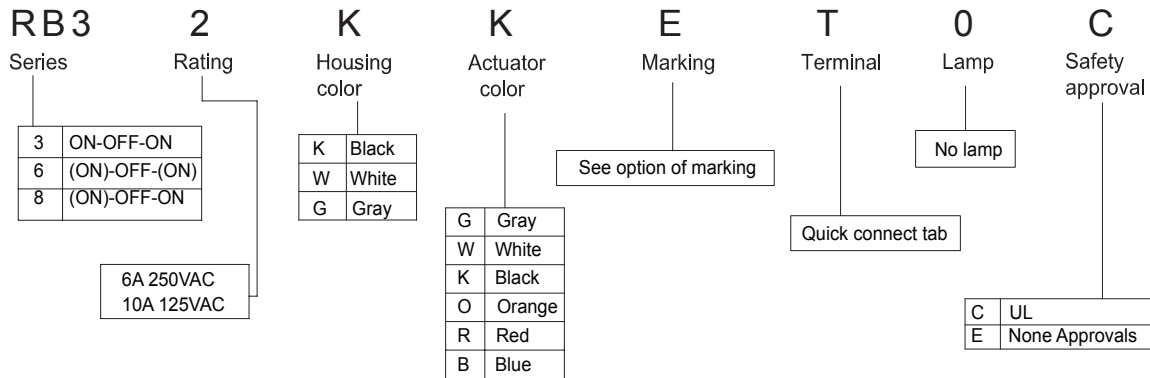 RB3 2 K K E T 0 C
Series Rating Housing color Actuator color Marking Terminal Lamp Safety approval
3 ON-OFF-ON
6 (ON)-OFF-(ON)
8 (ON)-OFF-ON
6A 250VAC
10A 125VAC
K Black
W White
G Gray
G Gray
W White
K Black
O Orange
R Red
B Blue
See option of marking
Quick connect tab
No lamp
C UL
E None Approvals